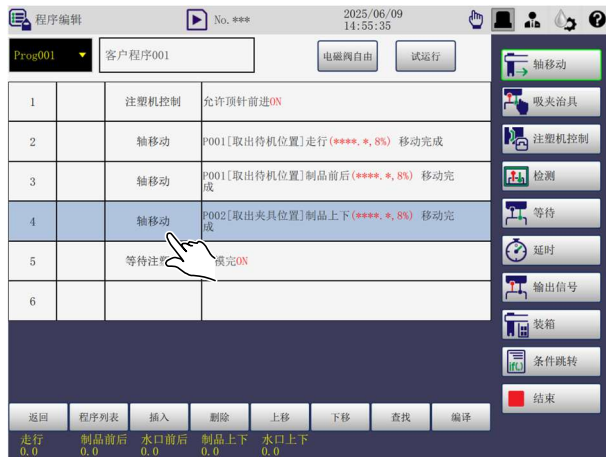 程序编辑 No. *** 2025/06/09
14:55:35
Prog001 客户程序001 电磁阀自由 试运行
1 注塑机控制 允许顶针前进ON
2 轴移动 P001[取出待机位置]走行(****.*,8%) 移动完成
3 轴移动 P001[取出待机位置]制品前后(****.*,8%) 移动完
成
4 轴移动 P002[取出夹具位置]制品上下(****.*,8%) 移动完
成
5 等待注塑 模完ON
6
轴移动
吸夹治具
注塑机控制
检测
等待
延时
输出信号
装箱
条件跳转
结束
返回 程序列表 插入 删除 上移 下移 查找 编译
走行 制品前后 水口前后 制品上下 水口上下
0.0 0.0 0.0 0.0 0.0